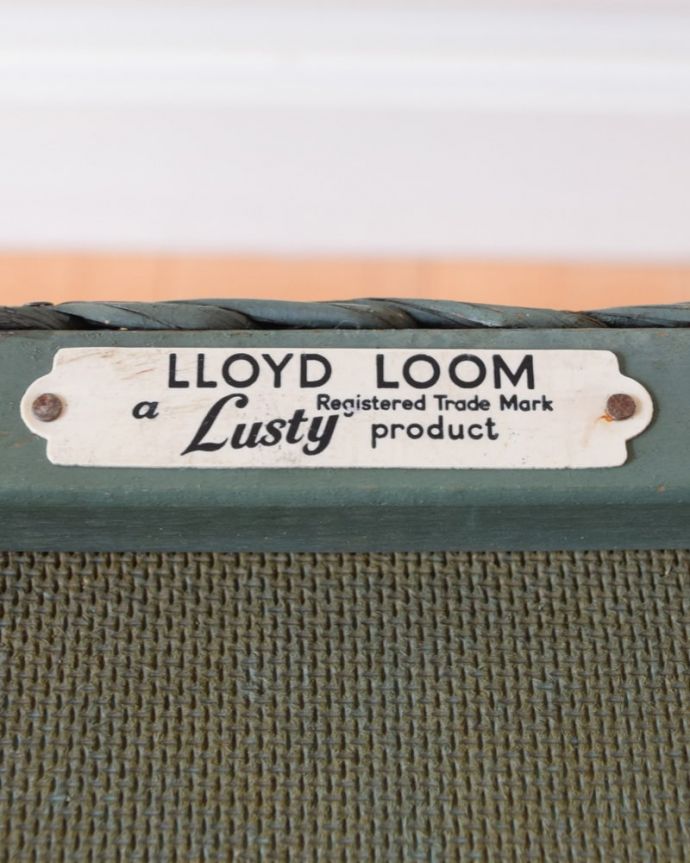 LLOYD LOOM
Registered Trade Mark
a Lusty product